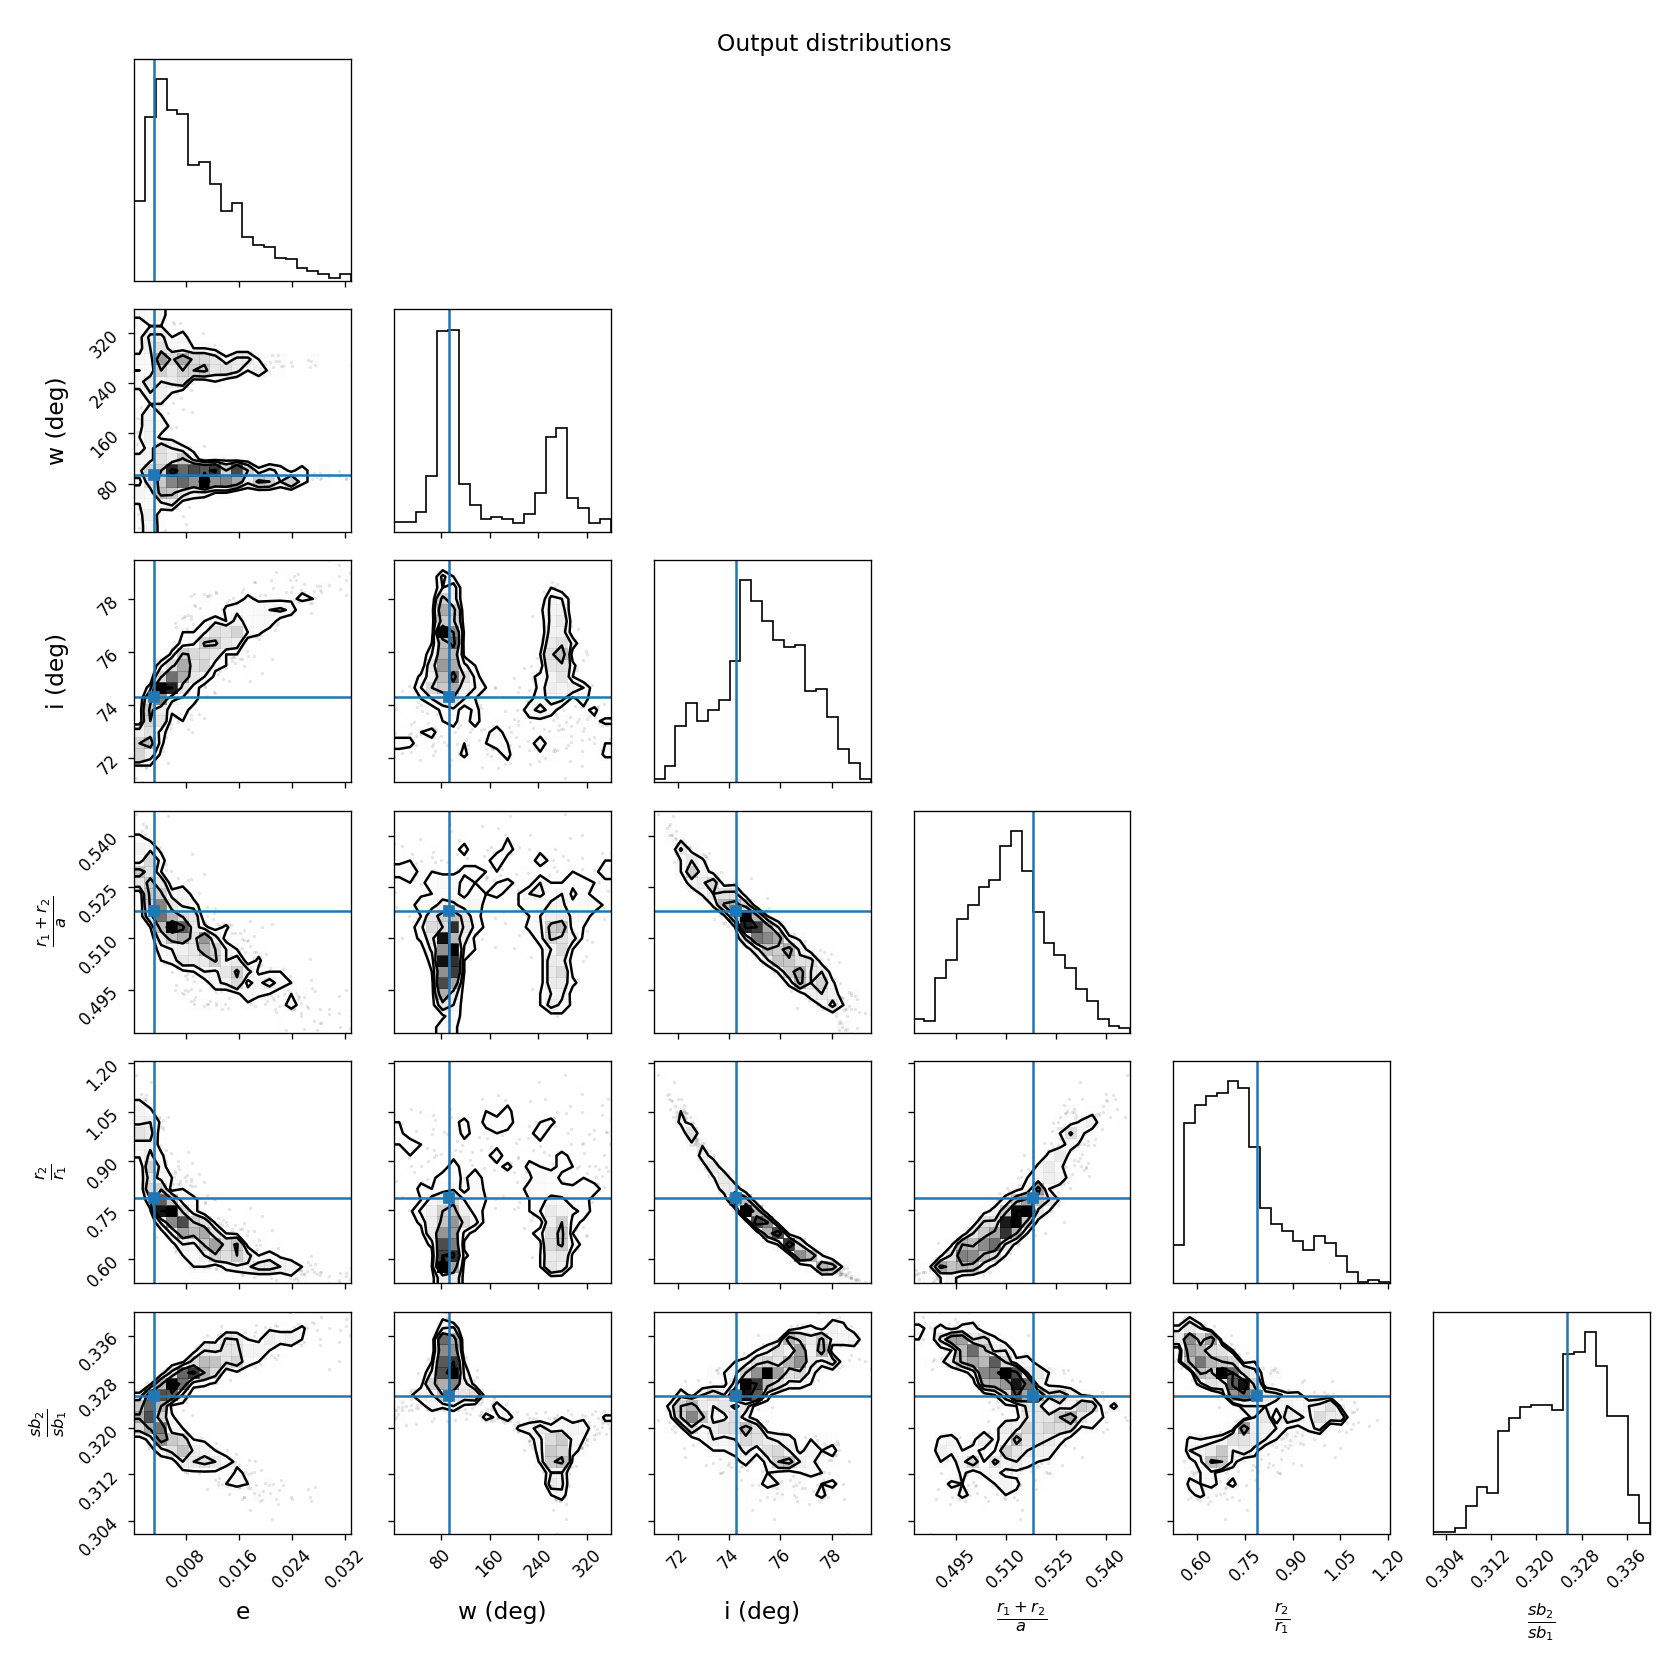 Output distributions
w (deg)
320
240
160
80
i (deg)
78
76
74
72
r₁ + r₂
a
0.540
0.525
0.510
0.495
r₂
r₁
1.20
1.05
0.90
0.75
0.60
sb₂
sb₁
0.336
0.328
0.320
0.312
0.304
0.008 0.016 0.024 0.032 80 160 240 320 72 74 76 78 0.495 0.510 0.525 0.540 0.60 0.75 0.90 1.05 1.20 0.304 0.312 0.320 0.328 0.336
e w (deg) i (deg) r₁ + r₂ r₂ sb₂
a r₁ sb₁